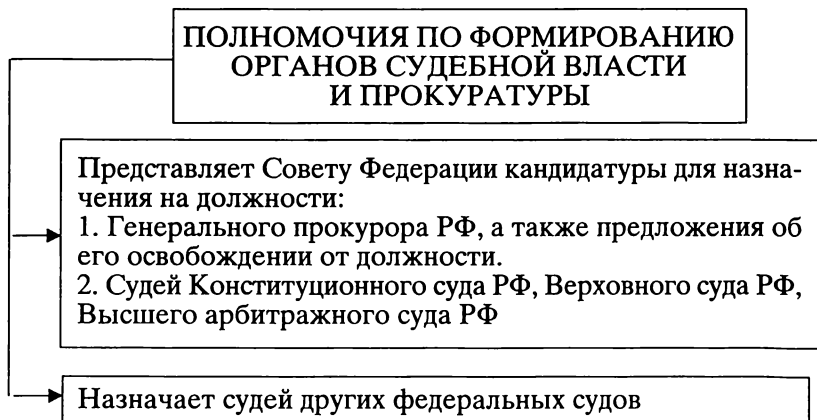 ПОЛНОМОЧИЯ ПО ФОРМИРОВАНИЮ
ОРГАНОВ СУДЕБНОЙ ВЛАСТИ
И ПРОКУРАТУРЫ
Представляет Совету Федерации кандидатуры для назна-
чения на должности:
1. Генерального прокурора РФ, а также предложения об
его освобождении от должности.
2. Судей Конституционного суда РФ, Верховного суда РФ,
Высшего арбитражного суда РФ
Назначает судей других федеральных судов